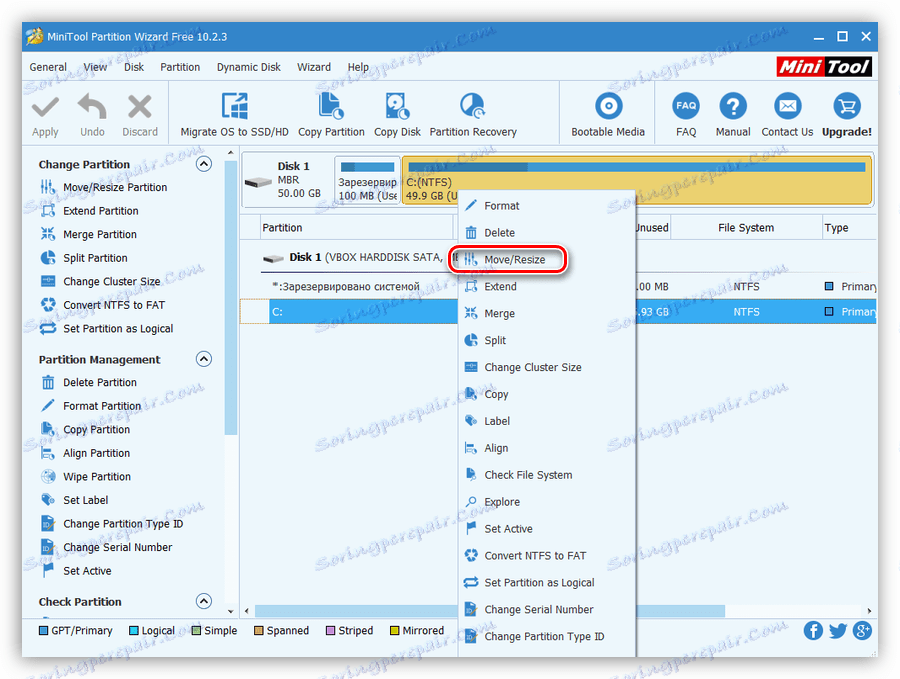 MiniTool Partition Wizard Free 10.2.3
General View Disk Partition Dynamic Disk Wizard Help
Mini Tool
Apply Undo Discard Migrate OS to SSD/HD Copy Partition Copy Disk Partition Recovery Bootable Media FAQ FAQ Manual Contact Us Upgrade!
Change Partition
Move/Resize Partition
Extend Partition
Merge Partition
Split Partition
Change Cluster Size
Convert NTFS to FAT
Set Partition as Logical
Partition Management
Delete Partition
Format Partition
Copy Partition
Align Partition
Wipe Partition
Set Label
Change Partition Type ID
Change Serial Number
Set Active
Check Partition
Disk 1
MBR
50.00 GB
Зарезервир
100 MB (Use
C:(NTFS)
49.9 GB (U
Partition Unused File System Type
Disk 1 (VBOX HARDDISK SATA,
*:Зарезервировано системой .00 MB NTFS Primary
C: .93 GB NTFS Primary
Format
Delete
Move/Resize
Extend
Merge
Split
Change Cluster Size
Copy
Label
Align
Check File System
Explore
Set Active
Convert NTFS to FAT
Set Partition as Logical
Change Serial Number
Change Partition Type ID
GPT/Primary Logical Simple Spanned Striped Mirrored
Soringpcrepair.com